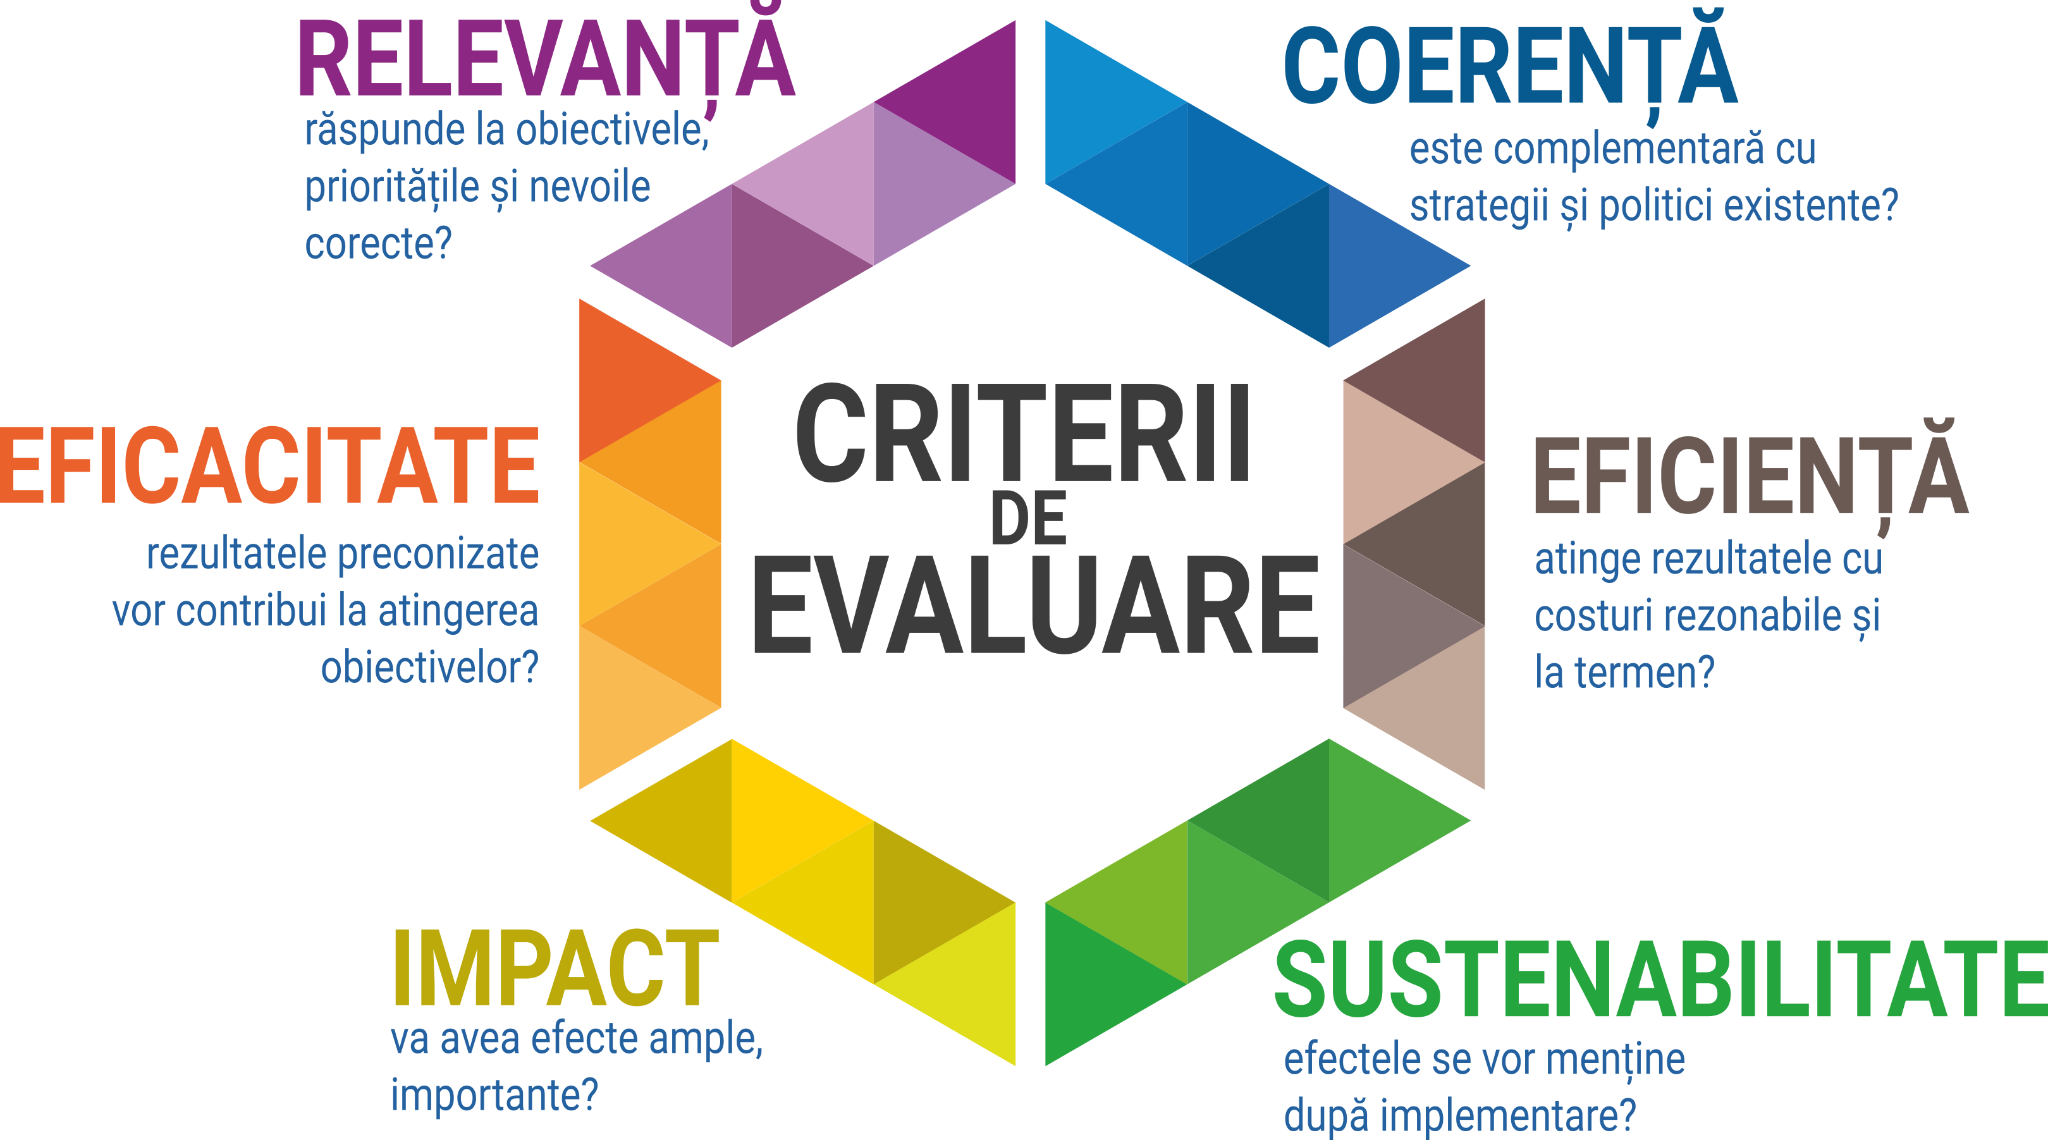 RELEVANȚĂ
răspunde la obiectivele,
prioritățile și nevoile
corecte?
COERENȚĂ
este complementară cu
strategii și politici existente?
EFICACITATE
rezultatele preconizate
vor contribui la atingerea
obiectivelor?
CRITERII
DE
EVALUARE
EFICIENȚĂ
atinge rezultatele cu
costuri rezonabile și
la termen?
IMPACT
va avea efecte ample,
importante?
SUSTENABILITATE
efectele se vor menține
după implementare?